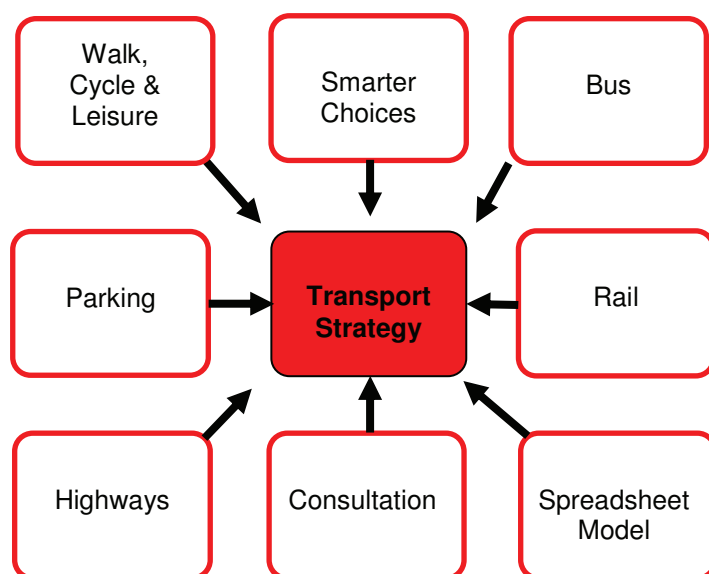 Walk,
Cycle &
Leisure
Smarter
Choices
Bus
Parking
Transport
Strategy
Rail
Highways
Consultation
Spreadsheet
Model